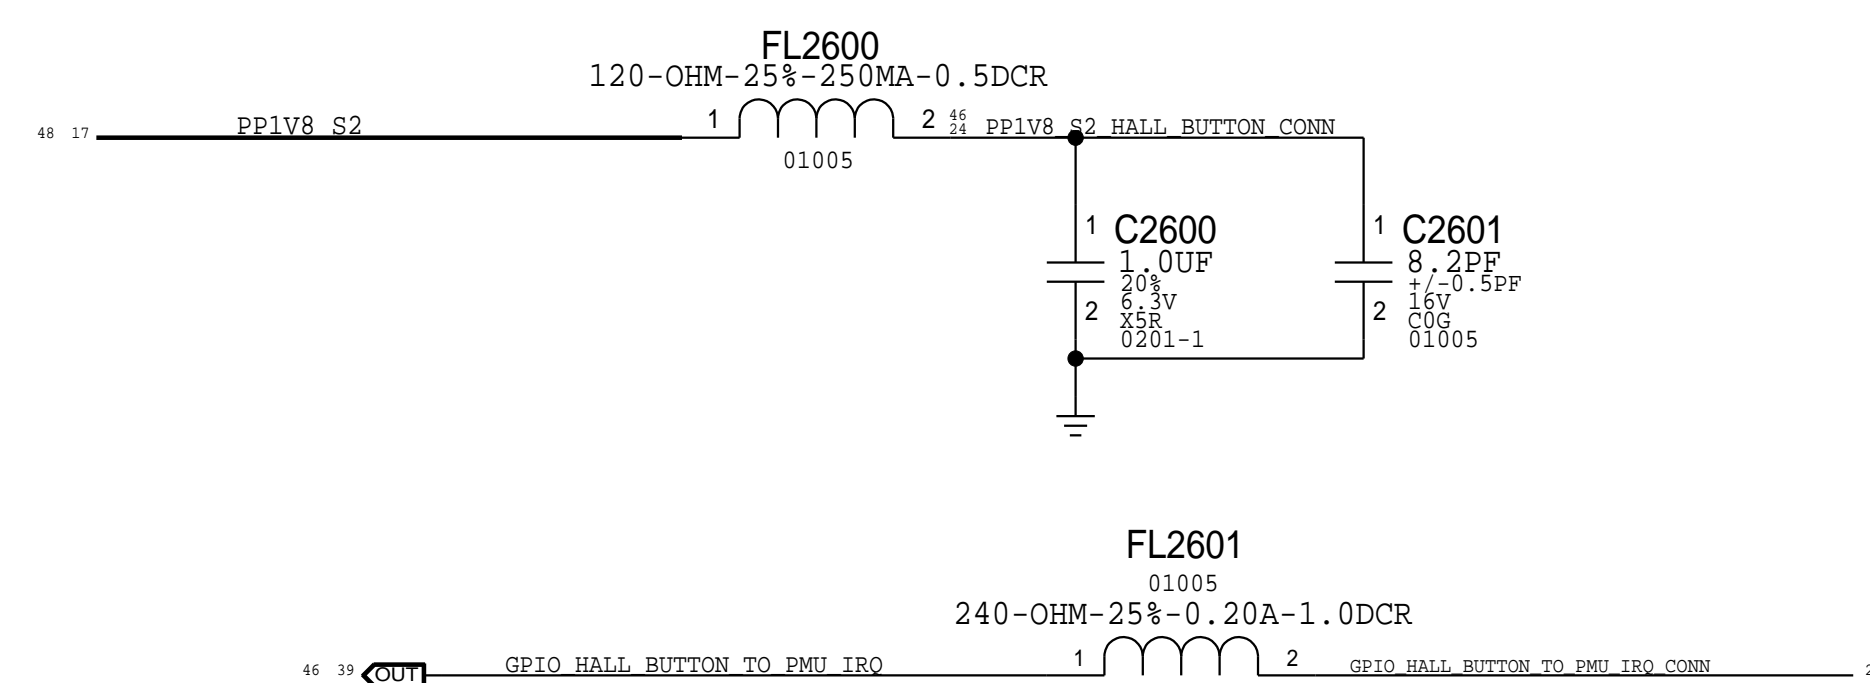 FL2600
120-OHM-25%-250MA-0.5DCR
48 17 PP1V8_S2 1 2 46 24 PP1V8_S2_HALL_BUTTON_CONN
01005
1 C2600
1.0UF
20%
6.3V
2
X5R
0201-1
1 C2601
8.2PF
+/-0.5PF
16V
2
C0G
01005
FL2601
01005
240-OHM-25%-0.20A-1.0DCR
46 39 OUT GPIO_HALL_BUTTON_TO_PMU_IRQ 1 2 GPIO_HALL_BUTTON_TO_PMU_IRQ_CONN